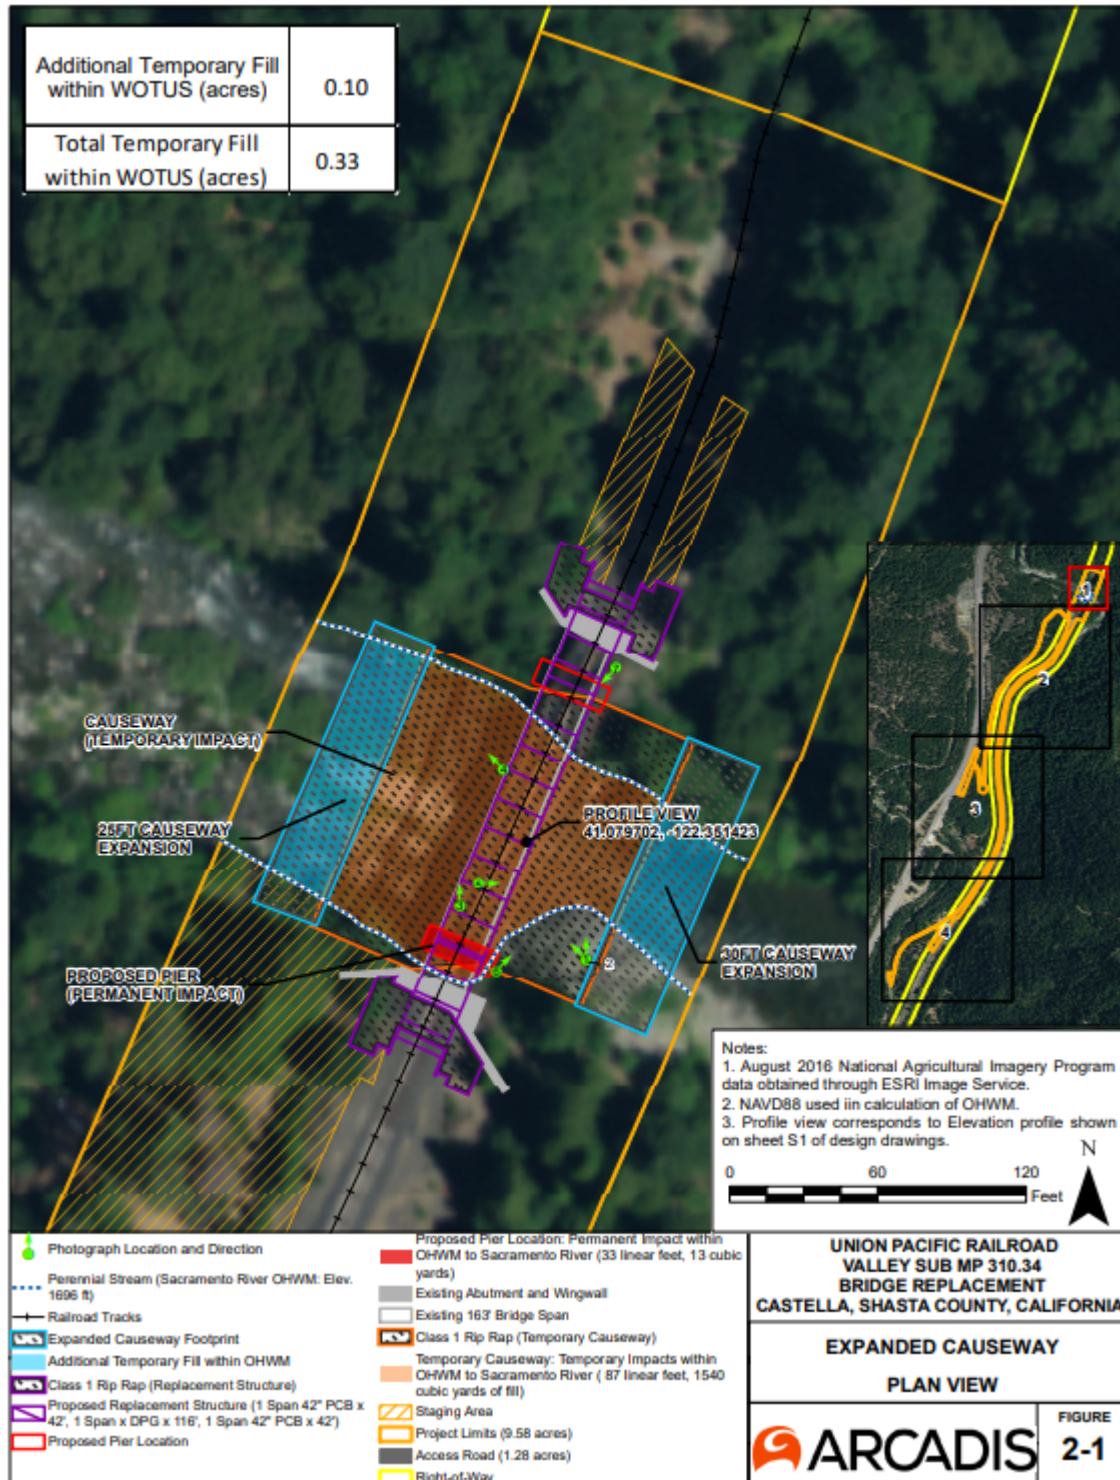 Additional Temporary Fill
within WOTUS (acres)
0.10
Total Temporary Fill
within WOTUS (acres)
0.33
CAUSEWAY
(TEMPORARY IMPACT)
25FT CAUSEWAY
EXPANSION
PROFILE VIEW
41.079702, -122.351423
PROPOSED PIER
(PERMANENT IMPACT)
30FT CAUSEWAY
EXPANSION
2
1
2
3
4
Notes:
1. August 2016 National Agricultural Imagery Program
data obtained through ESRI Image Service.
2. NAVD88 used iin calculation of OHWM.
3. Profile view corresponds to Elevation profile shown
on sheet S1 of design drawings.
N
0 60 120
Feet
Photograph Location and Direction
Perennial Stream (Sacramento River OHWM: Elev.
1696 ft)
Railroad Tracks
Expanded Causeway Footprint
Additional Temporary Fill within OHWM
Class 1 Rip Rap (Replacement Structure)
Proposed Replacement Structure (1 Span 42" PCB x
42', 1 Span x DPG x 116', 1 Span 42" PCB x 42')
Proposed Pier Location
Proposed Pier Location: Permanent Impact within
OHWM to Sacramento River (33 linear feet, 13 cubic
yards)
Existing Abutment and Wingwall
Existing 163' Bridge Span
Class 1 Rip Rap (Temporary Causeway)
Temporary Causeway: Temporary Impacts within
OHWM to Sacramento River ( 87 linear feet, 1540
cubic yards of fill)
Staging Area
Project Limits (9.58 acres)
Access Road (1.28 acres)
Right-of-Way
UNION PACIFIC RAILROAD
VALLEY SUB MP 310.34
BRIDGE REPLACEMENT
CASTELLA, SHASTA COUNTY, CALIFORNIA
EXPANDED CAUSEWAY
PLAN VIEW
ARCADIS
FIGURE
2-1